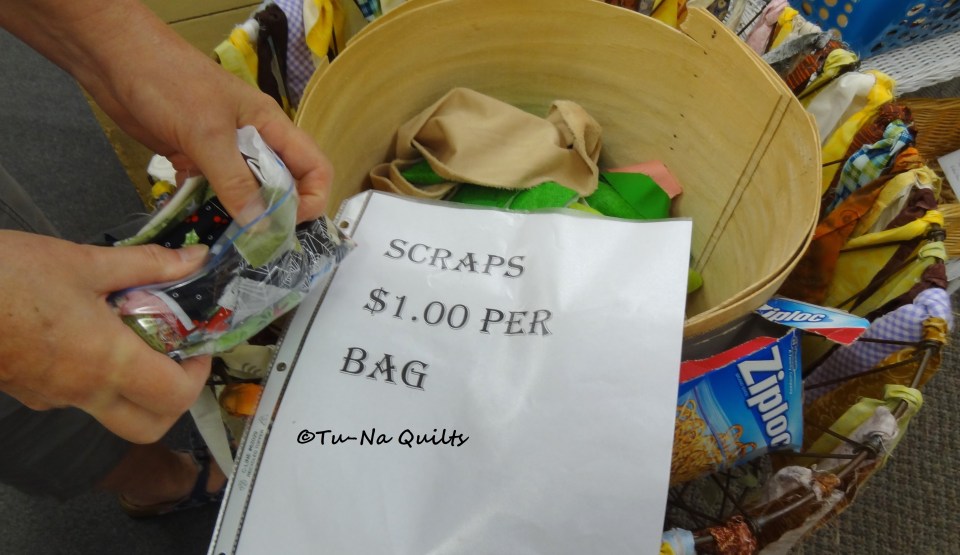 SCRAPS
$1.00 PER
BAG
©Tu-Na Quilts
Ziploc
Ziploc